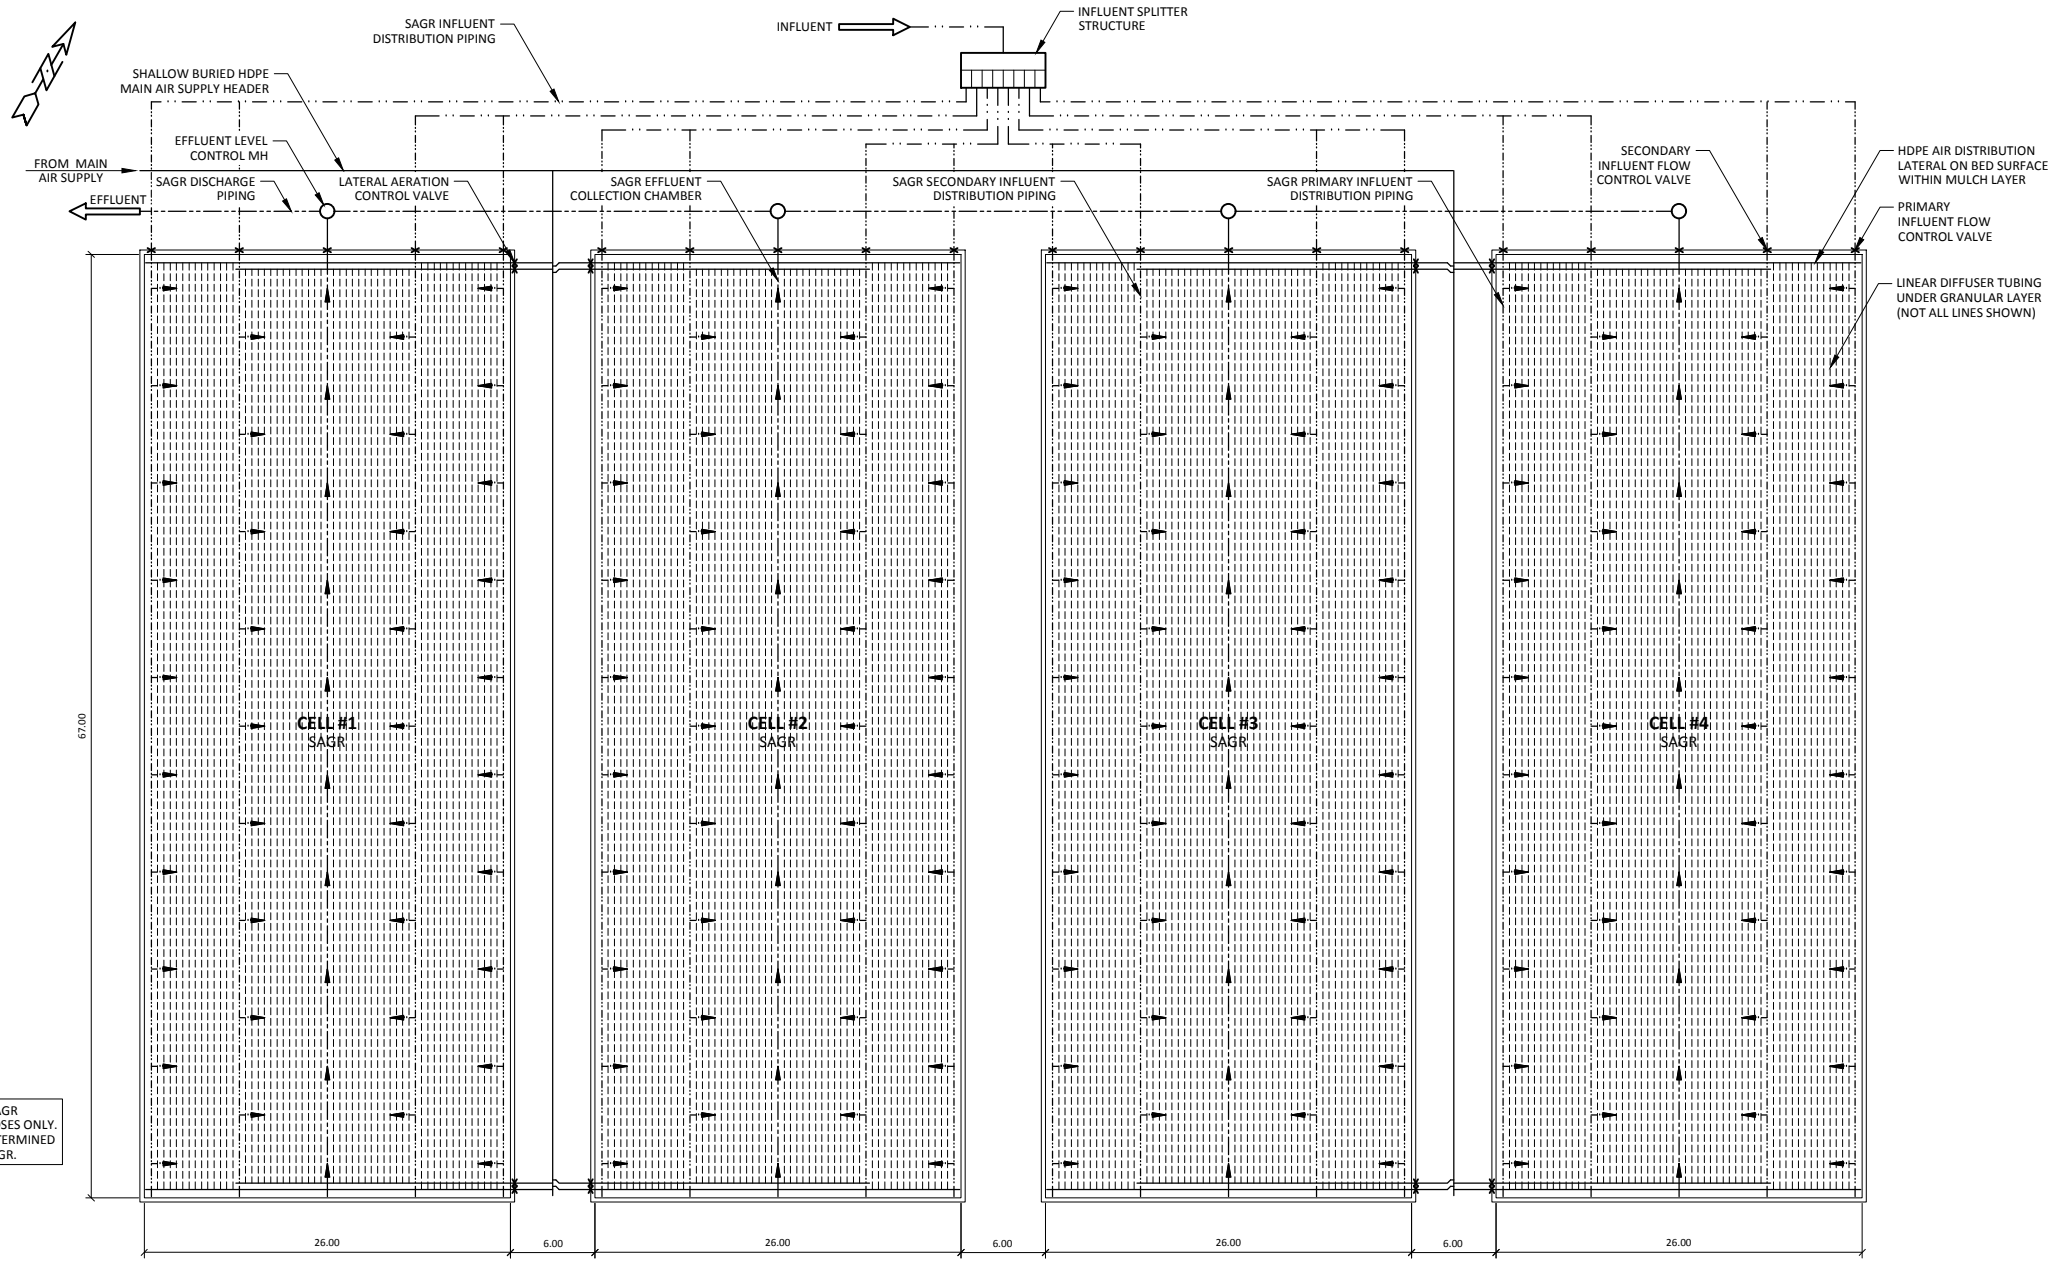 SAGR INFLUENT
DISTRIBUTION PIPING
INFLUENT
INFLUENT SPLITTER
STRUCTURE
N
SHALLOW BURIED HDPE
MAIN AIR SUPPLY HEADER
EFFLUENT LEVEL
CONTROL MH
FROM MAIN
AIR SUPPLY
EFFLUENT
SAGR DISCHARGE
PIPING
LATERAL AERATION
CONTROL VALVE
SAGR EFFLUENT
COLLECTION CHAMBER
SAGR SECONDARY INFLUENT
DISTRIBUTION PIPING
SAGR PRIMARY INFLUENT
DISTRIBUTION PIPING
SECONDARY
INFLUENT FLOW
CONTROL VALVE
HDPE AIR DISTRIBUTION
LATERAL ON BED SURFACE
WITHIN MULCH LAYER
PRIMARY
INFLUENT FLOW
CONTROL VALVE
LINEAR DIFFUSER TUBING
UNDER GRANULAR LAYER
(NOT ALL LINES SHOWN)
67.00
CELL #1
SAGR
CELL #2
SAGR
CELL #3
SAGR
CELL #4
SAGR
ONLY.
GR.
26.00
6.00
26.00
6.00
26.00
6.00
26.00